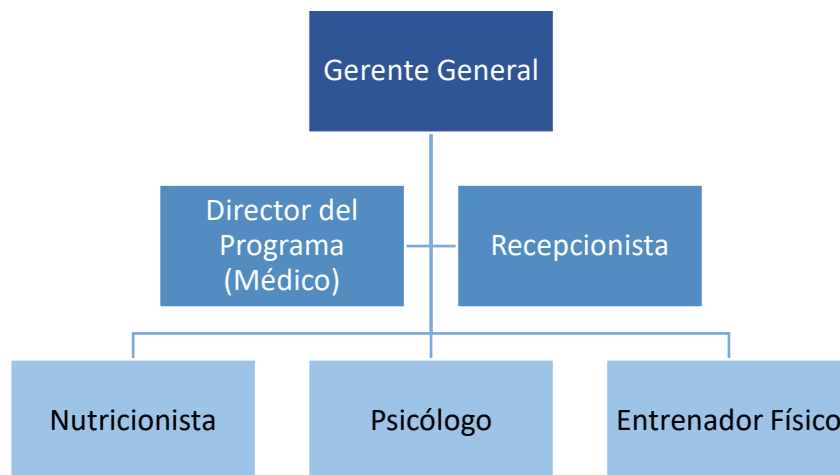 Gerente General
Director del
Programa
(Médico)
Recepcionista
Nutricionista
Psicólogo
Entrenador Físico